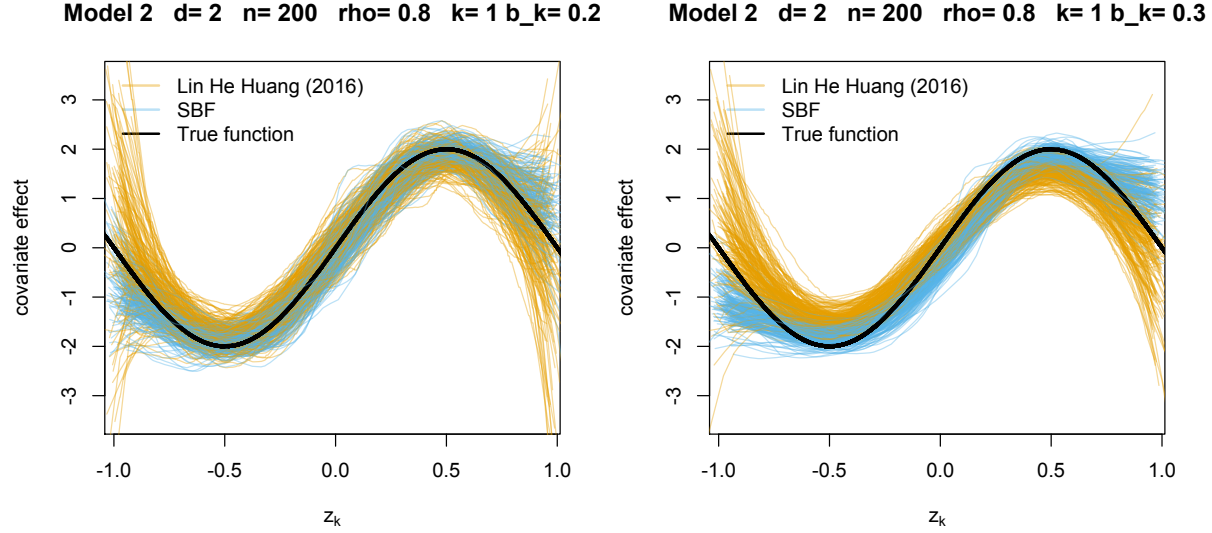 Model 2 d= 2 n= 200 rho= 0.8 k= 1 b_k= 0.2
Lin He Huang (2016)
SBF
True function
covariate effect
3
2
1
0
-1
-2
-3
-1.0 -0.5 0.0 0.5 1.0
z_k
Model 2 d= 2 n= 200 rho= 0.8 k= 1 b_k= 0.3
Lin He Huang (2016)
SBF
True function
covariate effect
3
2
1
0
-1
-2
-3
-1.0 -0.5 0.0 0.5 1.0
z_k